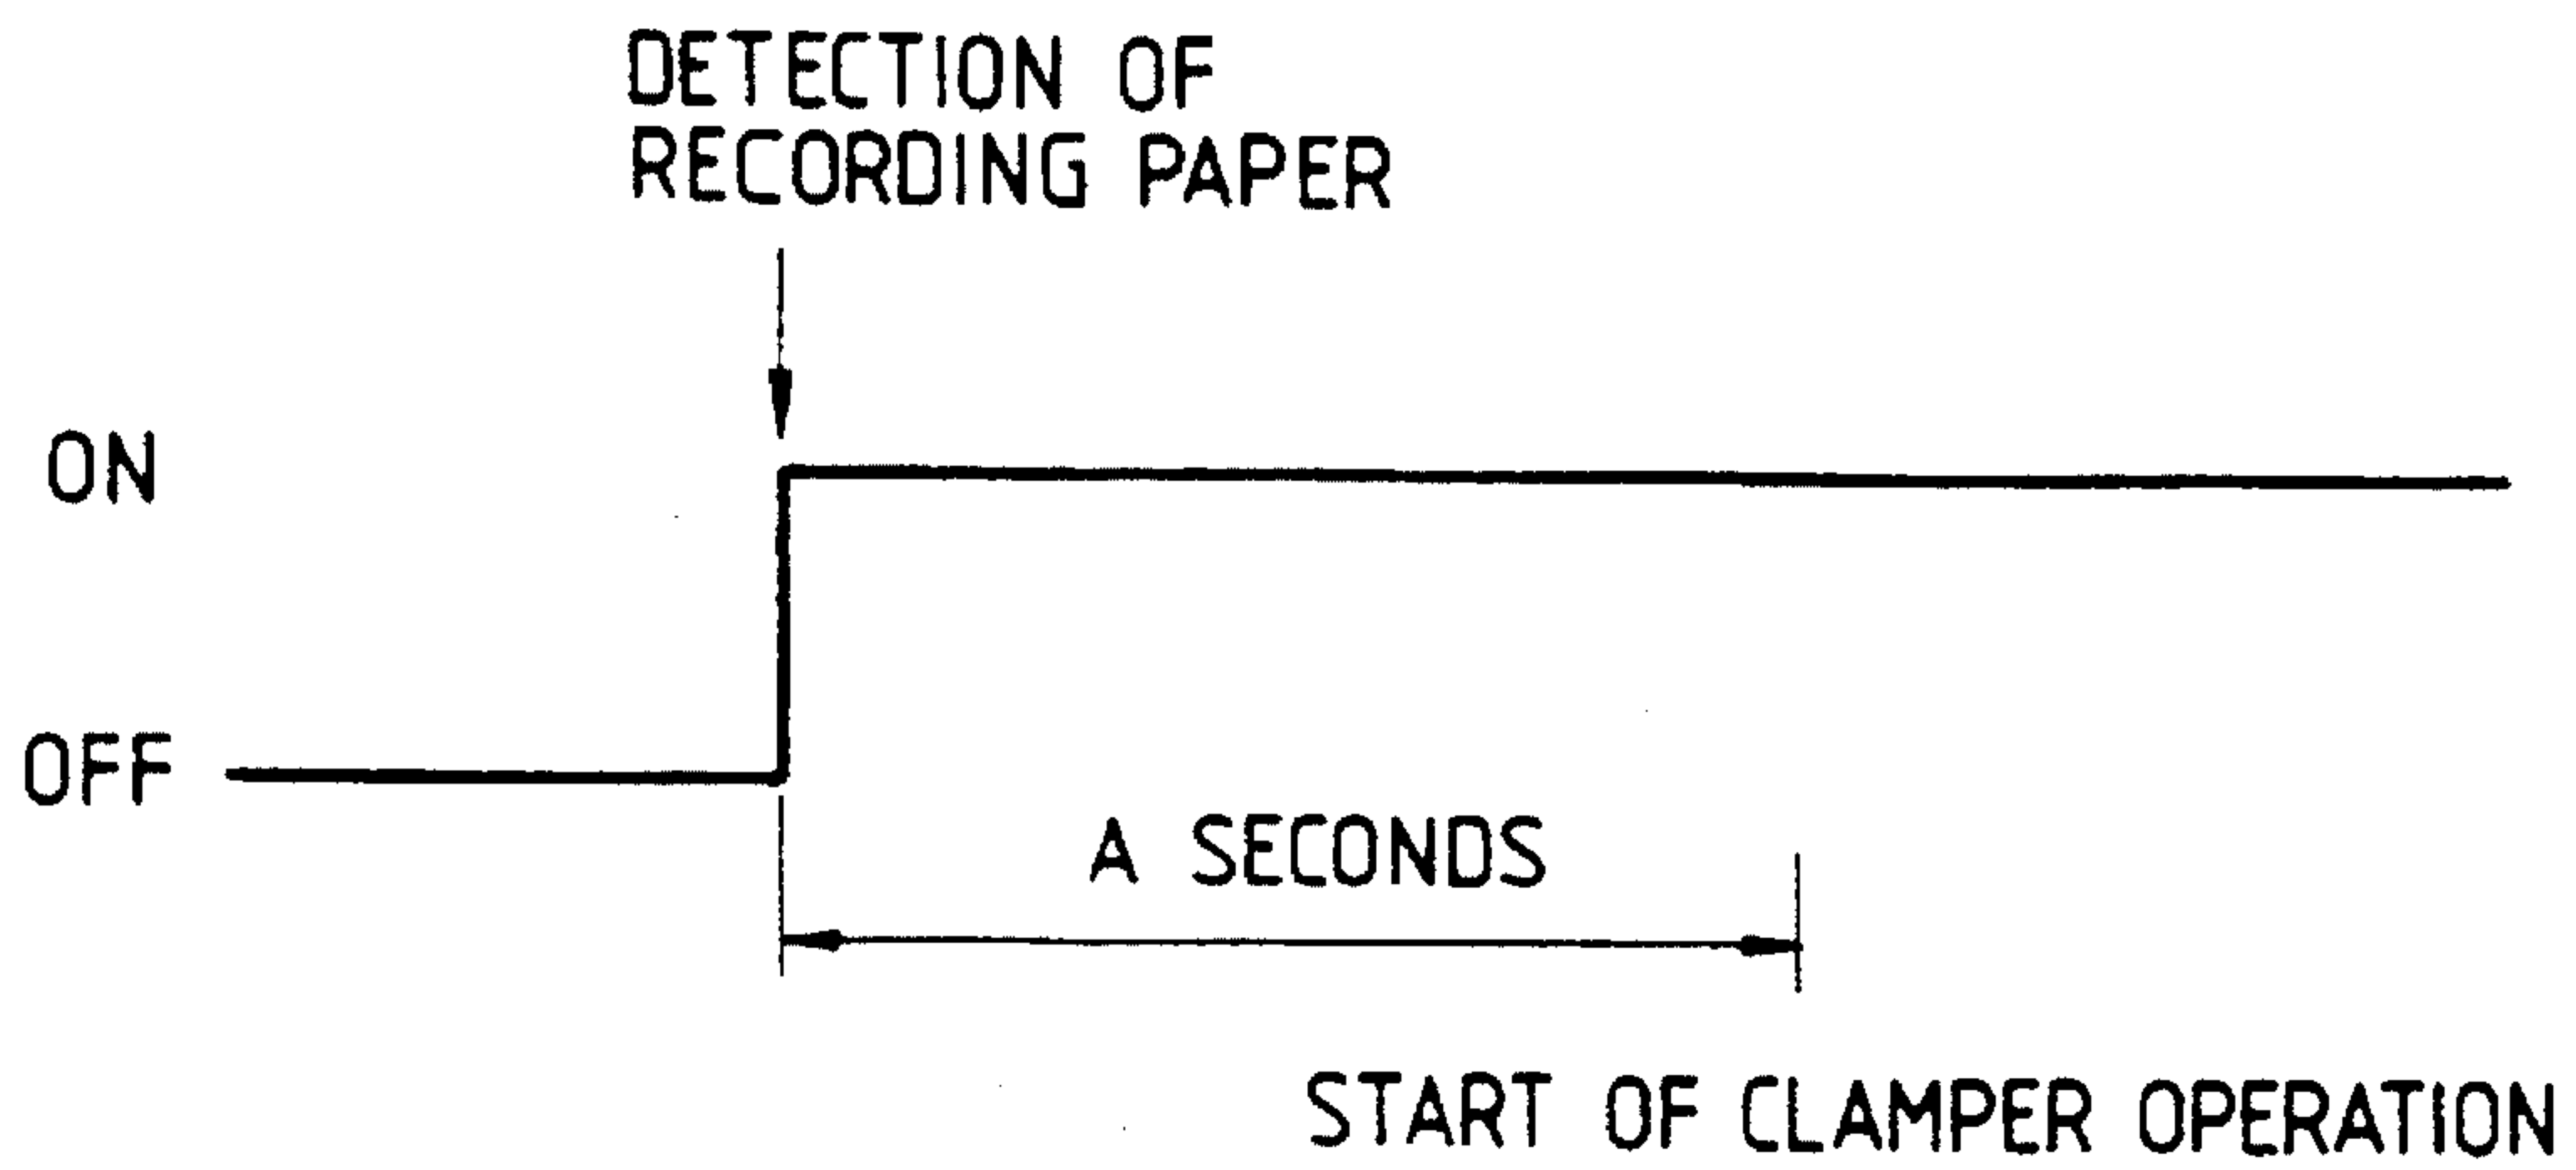 DETECTION OF
RECORDING PAPER
ON
OFF
A SECONDS
START OF CLAMPER OPERATION